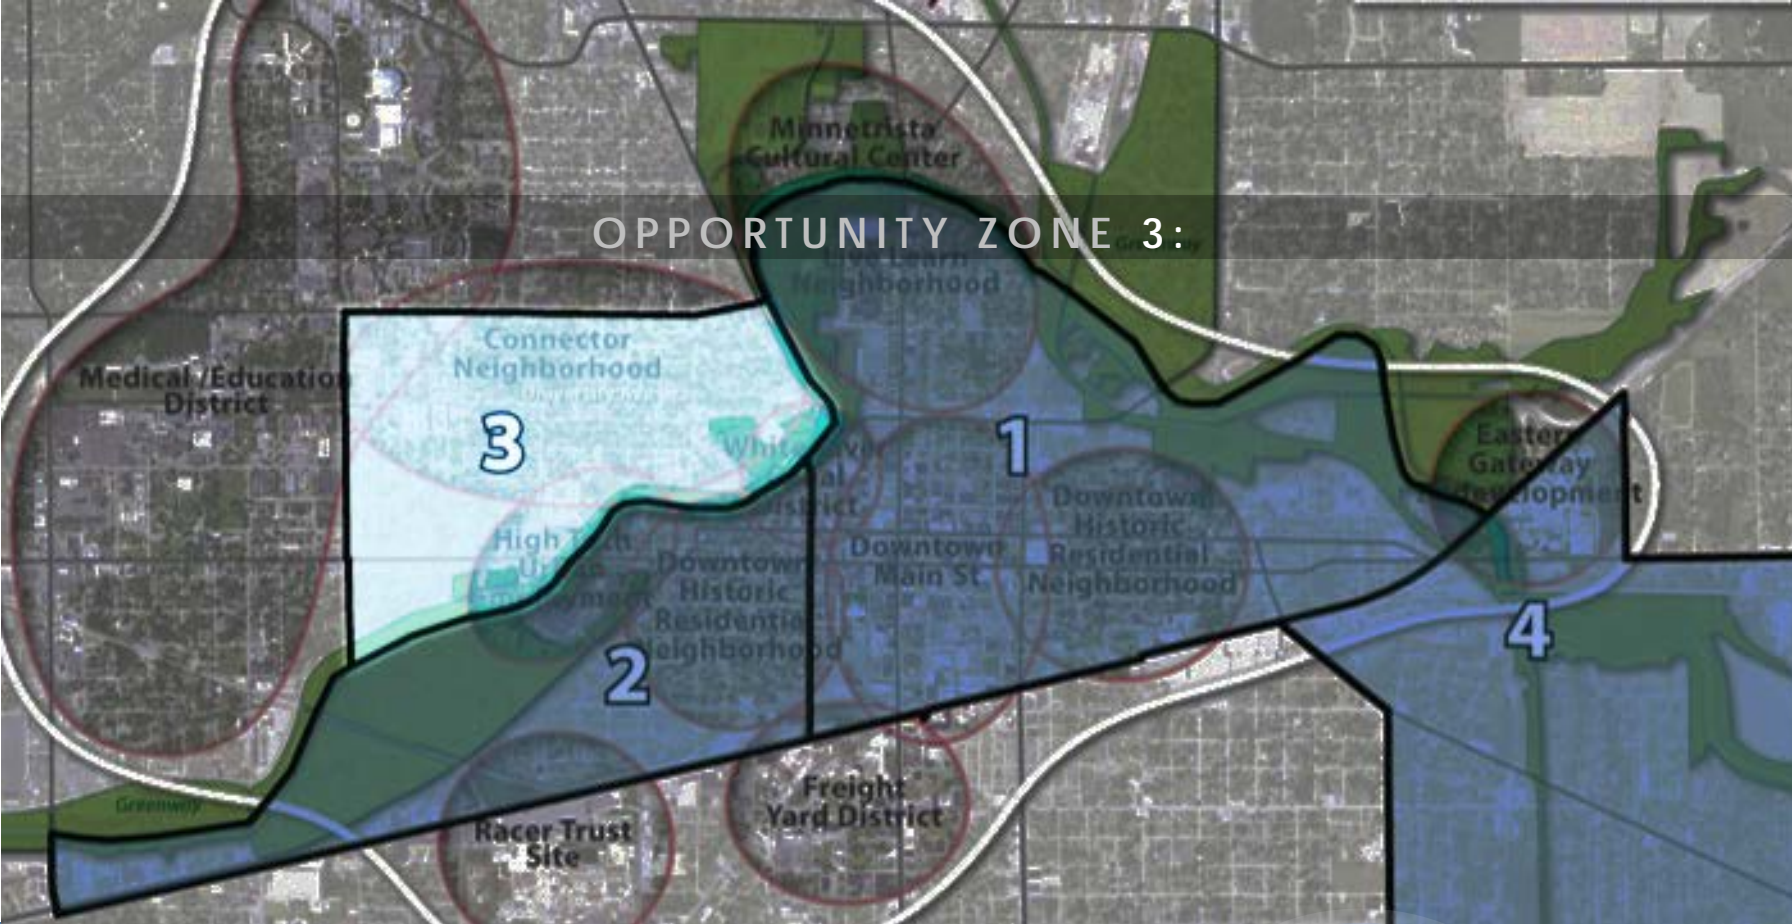 Minnetrista
Cultural Center
OPPORTUNITY ZONE 3:
Neighborhood
Connector
Neighborhood
Medical /Education
District
3
1
White
Eastern
Gateway
Downtown
Historic
Residential
Neighborhood
Downtown
Main St
High Tech
Downtown
Historic
Residential
Neighborhood
2
4
Greenway
Freight
Yard District
Racer Trust
Site